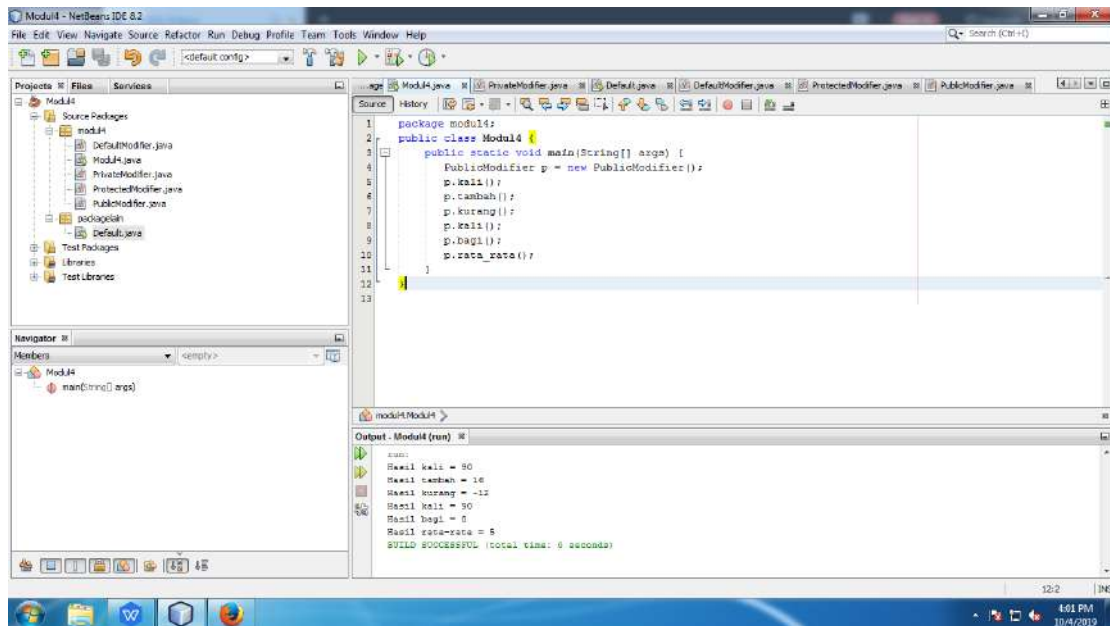 Modul4 - NetBeans IDE 8.2
File Edit View Navigate Source Refactor Run Debug Profile Team Tools Window Help
Search (Ctrl+I)
<default config>
Projects Files Services
Modul4
Source Packages
modul4
DefaultModifier.java
Modul4.java
PrivateModifier.java
ProtectedModifier.java
PublicModifier.java
packagelain
Default.java
Test Packages
Libraries
Test Libraries
...age Modul4.java PrivateModifier.java Default.java DefaultModifier.java ProtectedModifier.java PublicModifier.java
Source History
1 package modul4;
2 public class Modul4 {
3 public static void main(String[] args) {
4 PublicModifier p = new PublicModifier();
5 p.kali();
6 p.tambah();
7 p.kurang();
8 p.kali();
9 p.bagi();
10 p.rata_rata();
11 }
12 }
13
Navigator
Members <empty>
Modul4
main(String[] args)
modul4.Modul4
Output - Modul4 (run)
run:
Hasil kali =
Hasil tambah = 16
Hasil kurang = -12
Hasil kali =
Hasil bagi = 0
Hasil rata-rata = 5
BUILD SUCCESSFUL (total time: 6 seconds)
12:2 INS
4:01 PM
10/4/2019